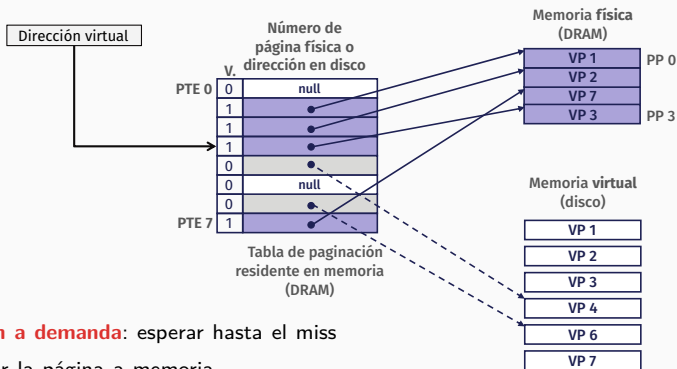 Dirección virtual
Número de
página física o
dirección en disco
V.
PTE 0
0
null
1
1
1
0
0
null
0
PTE 7
1
Tabla de paginación
residente en memoria
(DRAM)
Memoria física
(DRAM)
VP 1
PP 0
VP 2
VP 7
VP 3
PP 3
Memoria virtual
(disco)
VP 1
VP 2
VP 3
VP 4
VP 6
VP 7
a demanda: esperar hasta el miss
la página a memoria